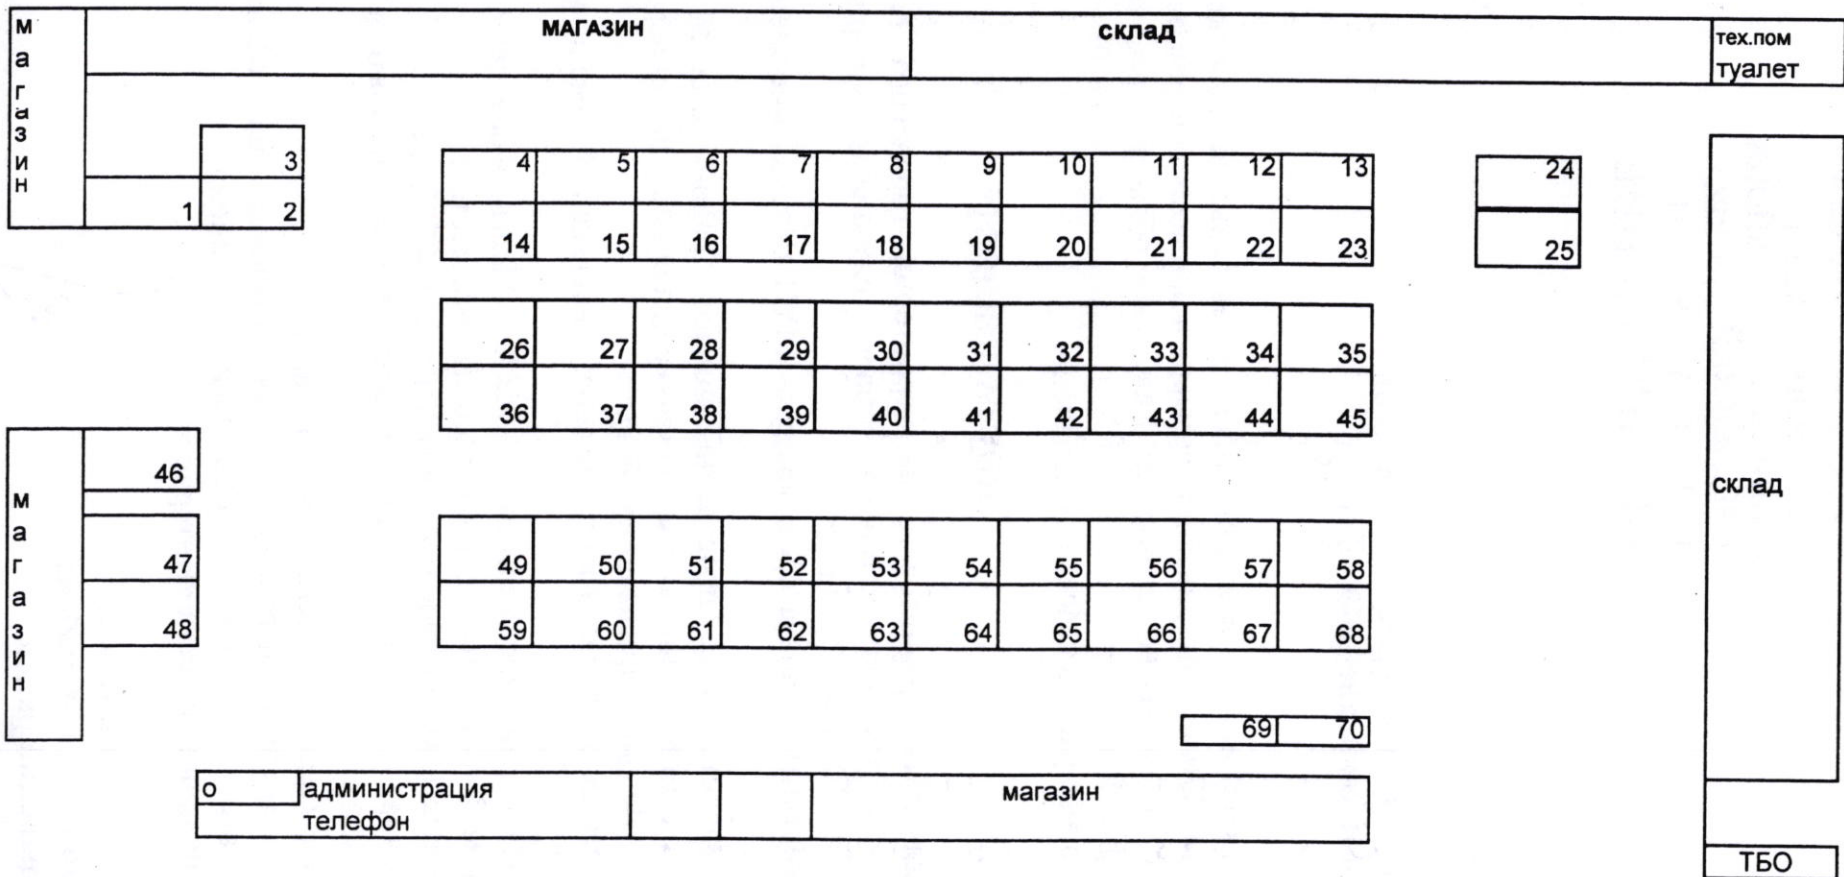 м а г а з и н
МАГАЗИН
склад
тех.пом
туалет
3
1 2
4 5 6 7 8 9 10 11 12 13
14 15 16 17 18 19 20 21 22 23
24
25
26 27 28 29 30 31 32 33 34 35
36 37 38 39 40 41 42 43 44 45
46
47
48
м а г а з и н
49 50 51 52 53 54 55 56 57 58
59 60 61 62 63 64 65 66 67 68
склад
69 70
о администрация
телефон
магазин
ТБО